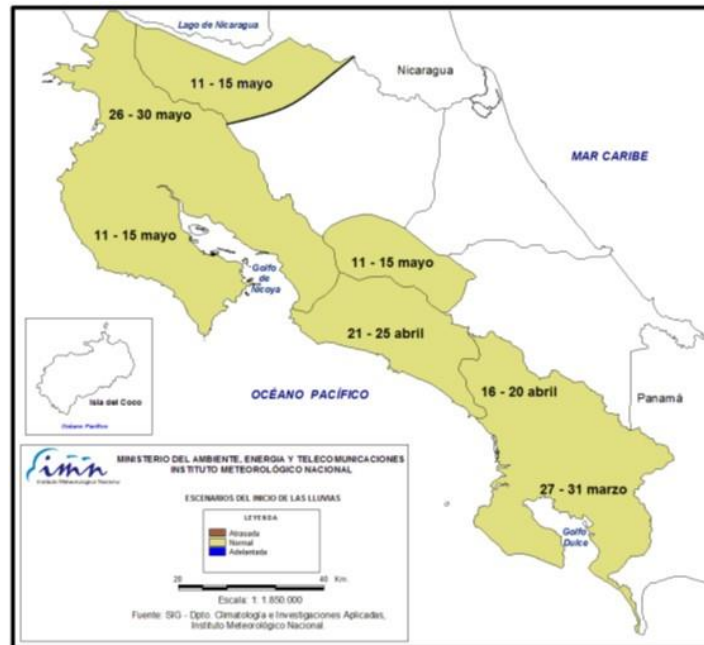 Lago de Nicaragua
11 - 15 mayo
Nicaragua
26 - 30 mayo
MAR CARIBE
11 - 15 mayo
11 - 15 mayo
Golfo
de
Nicoya
21 - 25 abril
16 - 20 abril
Isla del Coco
Océano Pacífico
OCÉANO PACÍFICO
Panamá
27 - 31 marzo
Golfo
Dulce
imn
Instituto Meteorológico Nacional
MINISTERIO DEL AMBIENTE, ENERGIA Y TELECOMUNICACIONES
INSTITUTO METEOROLÓGICO NACIONAL
ESCENARIOS DEL INICIO DE LAS LLUVIAS
LEYENDA
Atrasada
Normal
Adelantada
20 0 40 Km.
Escala: 1: 1.850.000
Fuente: SIG - Dpto. Climatología e Investigaciones Aplicadas,
Instituto Meteorológico Nacional